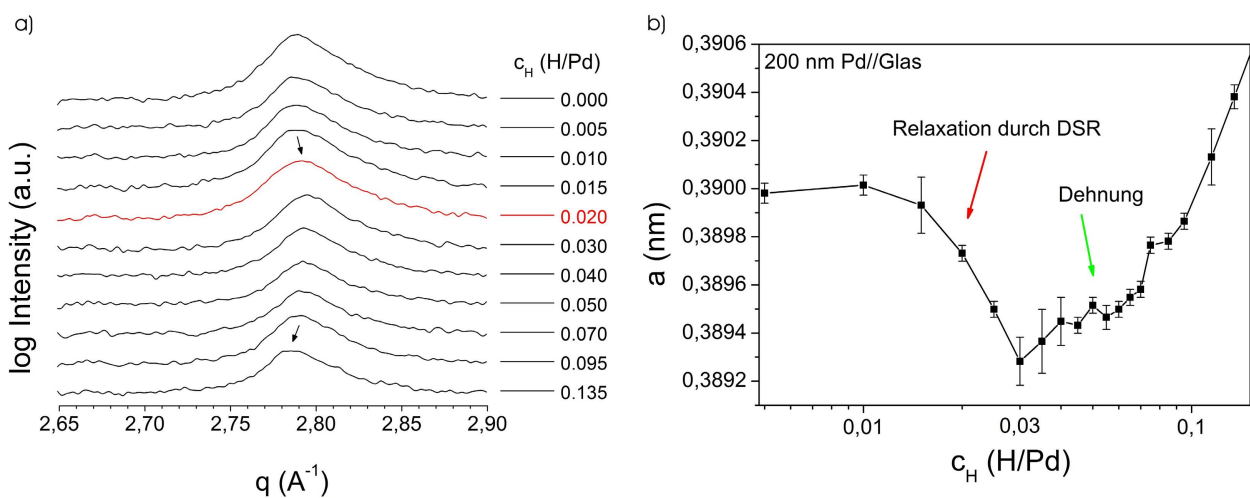 a)
log Intensity (a.u.)
c_H (H/Pd)
0.000
0.005
0.010
0.015
0.020
0.030
0.040
0.050
0.070
0.095
0.135
2,65
2,70
2,75
2,80
2,85
2,90
q (A⁻¹)
b)
a (nm)
0,3906
0,3904
0,3902
0,3900
0,3898
0,3896
0,3894
0,3892
200 nm Pd//Glas
Relaxation durch DSR
Dehnung
0,01
0,03
0,1
c_H (H/Pd)